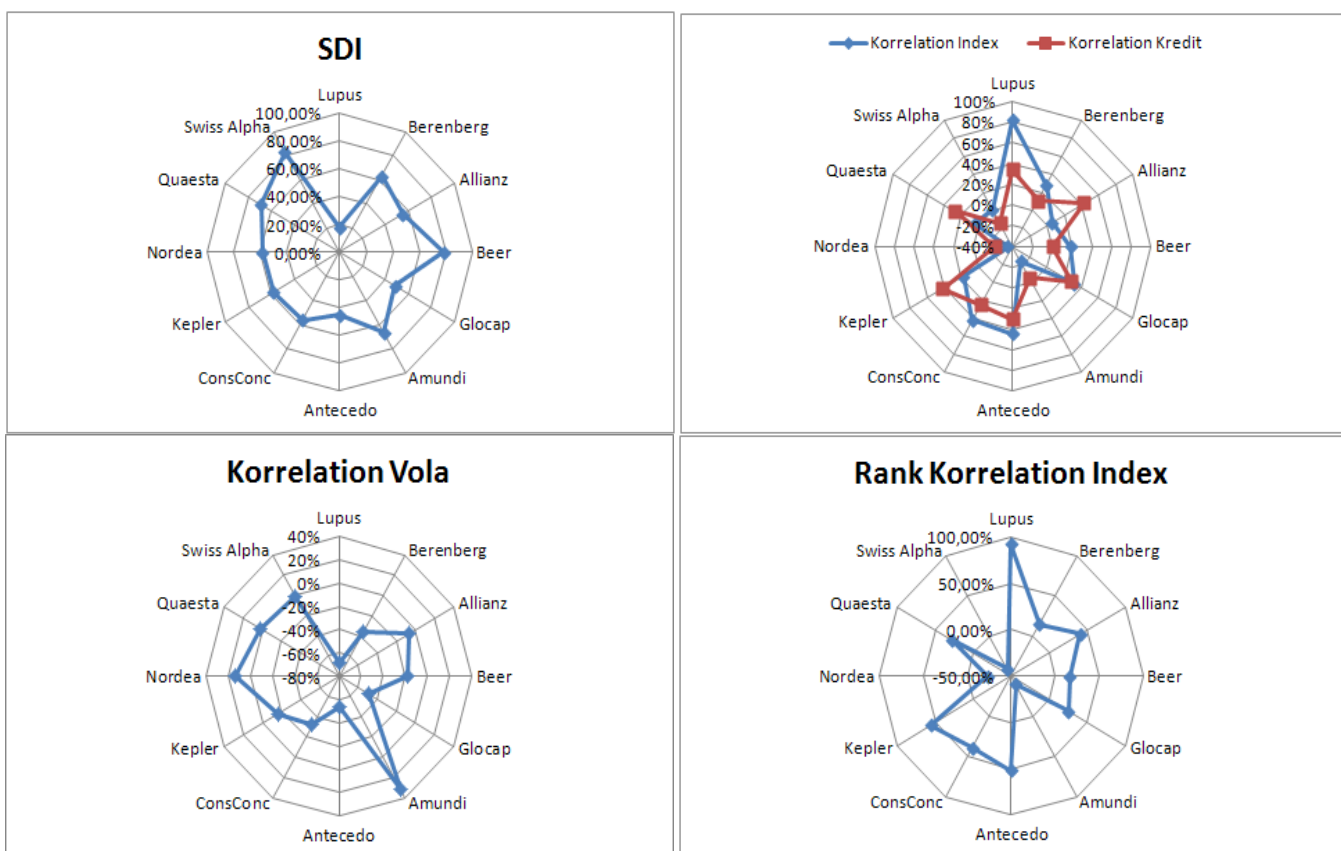 SDI
Lupus
100,00%
80,00%
60,00%
40,00%
20,00%
0,00%
Berenberg
Allianz
Beer
Glocap
Amundi
Antecedo
ConsConc
Kepler
Nordea
Quaesta
Swiss Alpha
Korrelation Index
Korrelation Kredit
Lupus
100%
80%
60%
40%
20%
0%
-20%
-40%
Berenberg
Allianz
Beer
Glocap
Amundi
Antecedo
ConsConc
Kepler
Nordea
Quaesta
Swiss Alpha
Korrelation Vola
Lupus
40%
20%
0%
-20%
-40%
-60%
-80%
Berenberg
Allianz
Beer
Glocap
Amundi
Antecedo
ConsConc
Kepler
Nordea
Quaesta
Swiss Alpha
Rank Korrelation Index
Lupus
100,00%
50,00%
0,00%
-50,00%
Berenberg
Allianz
Beer
Glocap
Amundi
Antecedo
ConsConc
Kepler
Nordea
Quaesta
Swiss Alpha